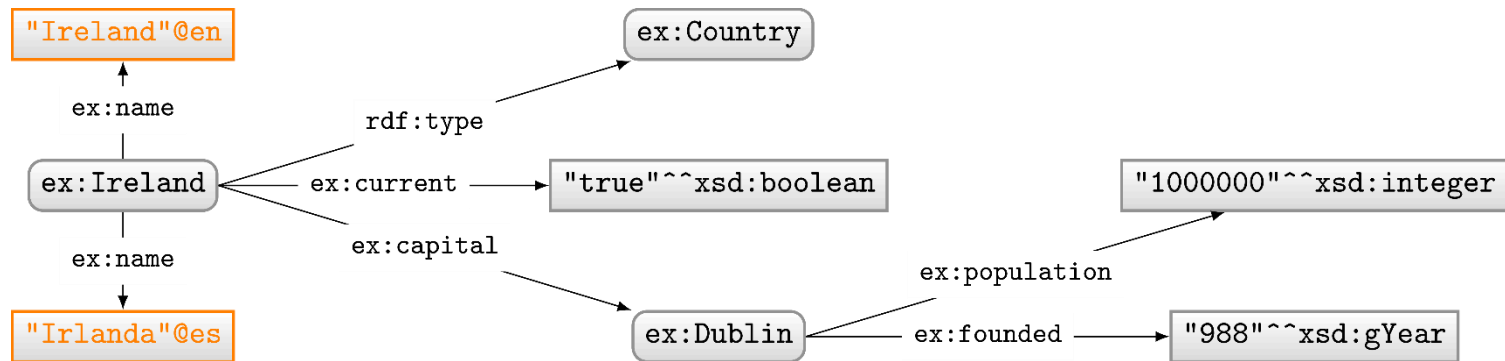 "Ireland"@en
ex:Country
ex:name
rdf:type
ex:Ireland
ex:current
"true"^^xsd:boolean
"1000000"^^xsd:integer
ex:capital
ex:name
ex:population
"Irlanda"@es
ex:Dublin
ex:founded
"988"^^xsd:gYear